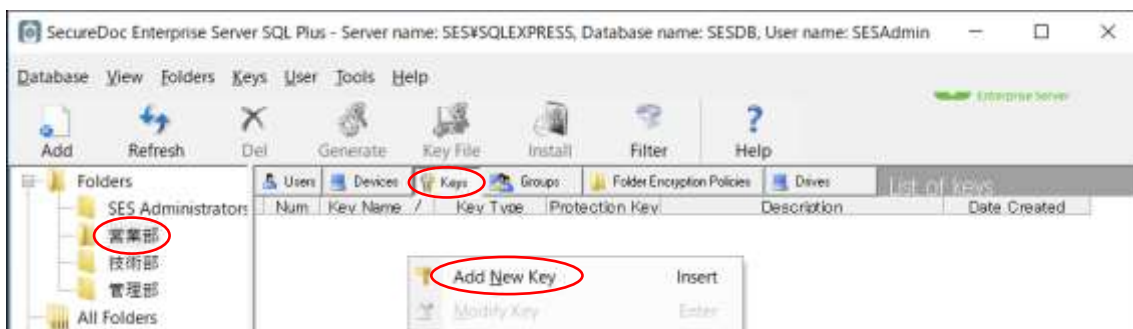 SecureDoc Enterprise Server SQL Plus - Server name: SES¥SQLEXPRESS, Database name: SESDB, User name: SESAdmin
Database View Folders Keys User Tools Help
Enterprise Server
Add Refresh Del Generate Key File Install Filter Help
Folders
Users Devices Keys Groups Folder Encryption Policies Drives List of keys
SES Administrators
Num Key Name / Key Type Protection Key Description Date Created
営業部
技術部
Add New Key Insert
管理部
Modify Key Enter
All Folders